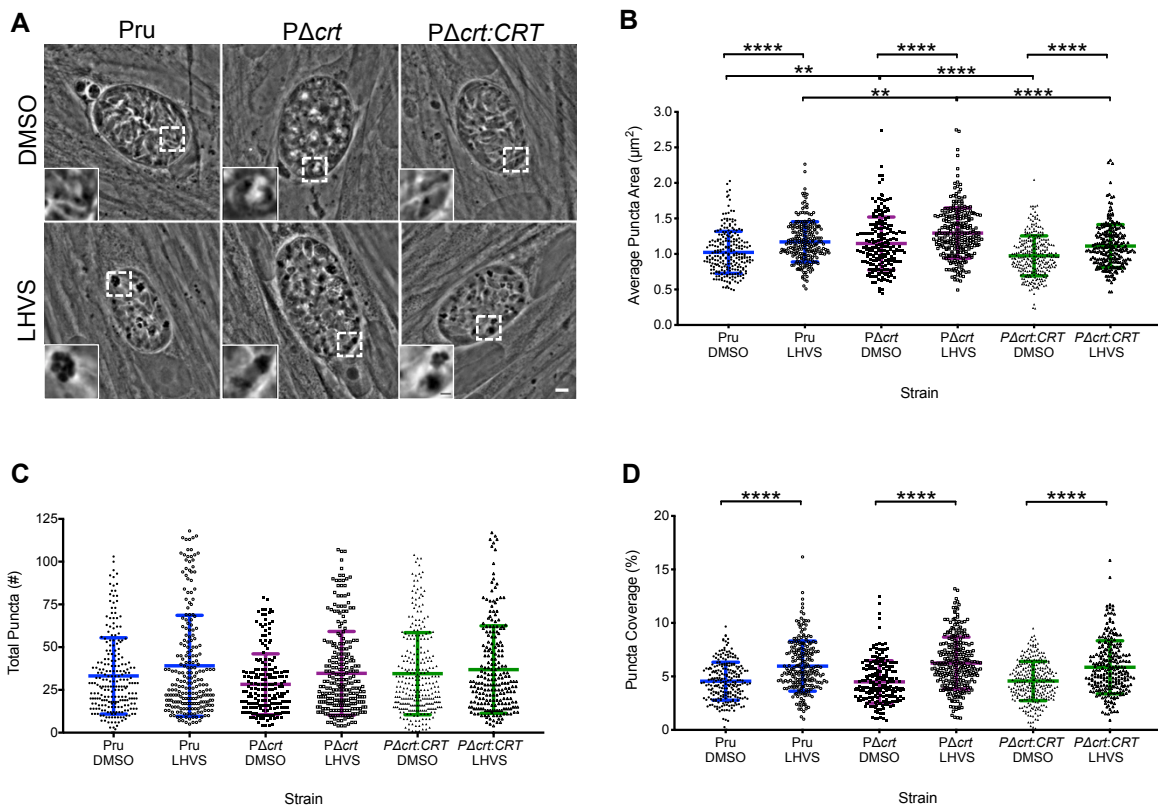 A
Pru
PΔcrt
PΔcrt:CRT
DMSO
LHVS
B
****
****
****
**
****
**
****
Average Puncta Area (µm²)
3.0
2.5
2.0
1.5
1.0
0.5
0.0
Pru
DMSO
Pru
LHVS
PΔcrt
DMSO
PΔcrt
LHVS
PΔcrt:CRT
DMSO
PΔcrt:CRT
LHVS
Strain
C
Total Puncta (#)
125
100
75
50
25
0
Pru
DMSO
Pru
LHVS
PΔcrt
DMSO
PΔcrt
LHVS
PΔcrt:CRT
DMSO
PΔcrt:CRT
LHVS
Strain
D
****
****
****
Puncta Coverage (%)
20
15
10
5
0
Pru
DMSO
Pru
LHVS
PΔcrt
DMSO
PΔcrt
LHVS
PΔcrt:CRT
DMSO
PΔcrt:CRT
LHVS
Strain